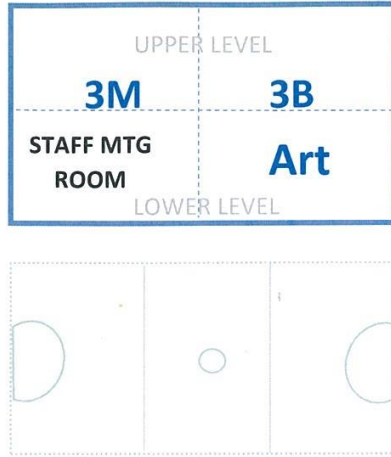 UPPER LEVEL
3M 3B
STAFF MTG
ROOM
Art
LOWER LEVEL